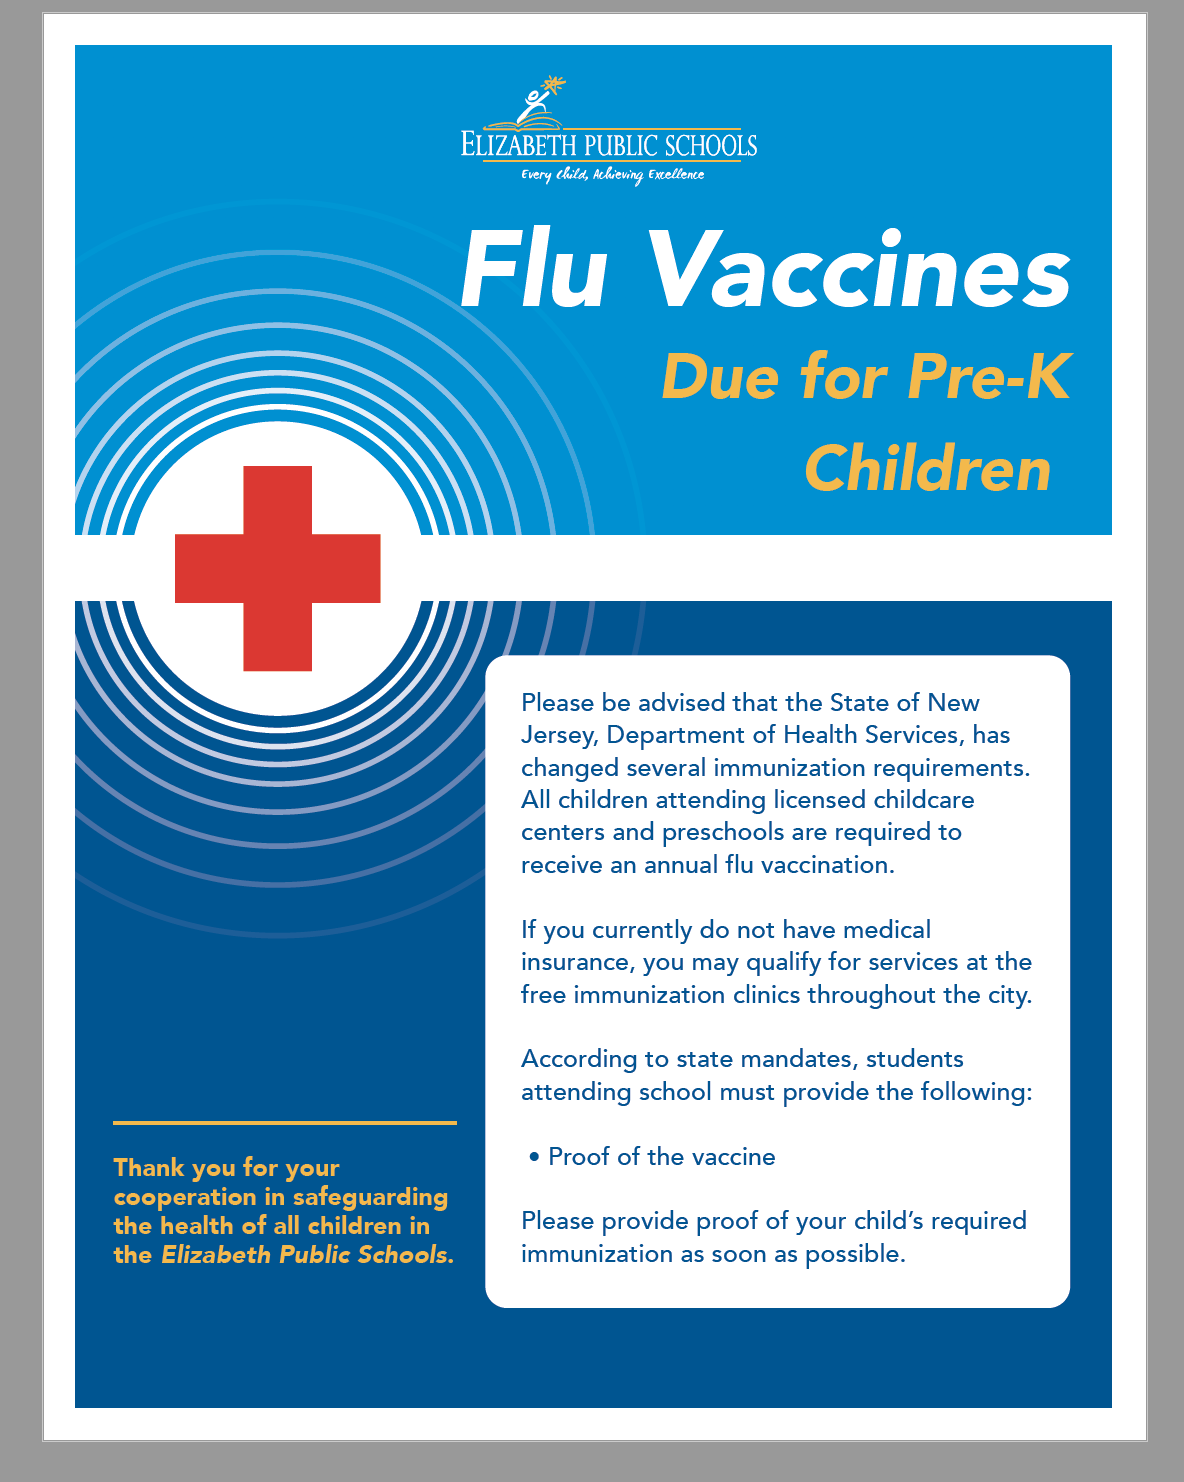 ELIZABETH PUBLIC SCHOOLS
Every Child, Achieving Excellence
Flu Vaccines
Due for Pre-K
Children
Please be advised that the State of New
Jersey, Department of Health Services, has
changed several immunization requirements.
All children attending licensed childcare
centers and preschools are required to
receive an annual flu vaccination.
If you currently do not have medical
insurance, you may qualify for services at the
free immunization clinics throughout the city.
According to state mandates, students
attending school must provide the following:
• Proof of the vaccine
Please provide proof of your child’s required
immunization as soon as possible.
Thank you for your
cooperation in safeguarding
the health of all children in
the Elizabeth Public Schools.